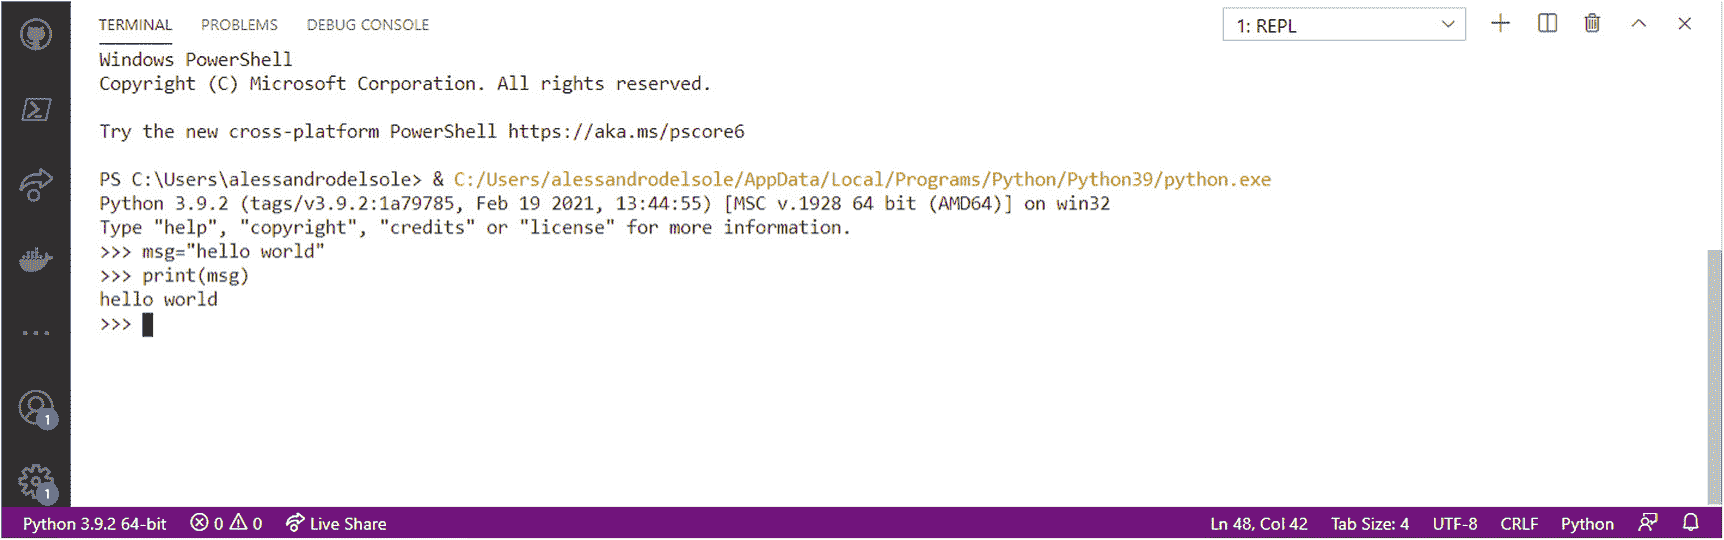 TERMINAL PROBLEMS DEBUG CONSOLE 1: REPL
Windows PowerShell
Copyright (C) Microsoft Corporation. All rights reserved.
Try the new cross-platform PowerShell https://aka.ms/pscore6
PS C:\Users\alessandrodelsole> & C:/Users/alessandrodelsole/AppData/Local/Programs/Python/Python39/python.exe
Python 3.9.2 (tags/v3.9.2:1a79785, Feb 19 2021, 13:44:55) [MSC v.1928 64 bit (AMD64)] on win32
Type "help", "copyright", "credits" or "license" for more information.
>>> msg="hello world"
>>> print(msg)
hello world
>>>
1
1
Python 3.9.2 64-bit 0 0 Live Share Ln 48, Col 42 Tab Size: 4 UTF-8 CRLF Python